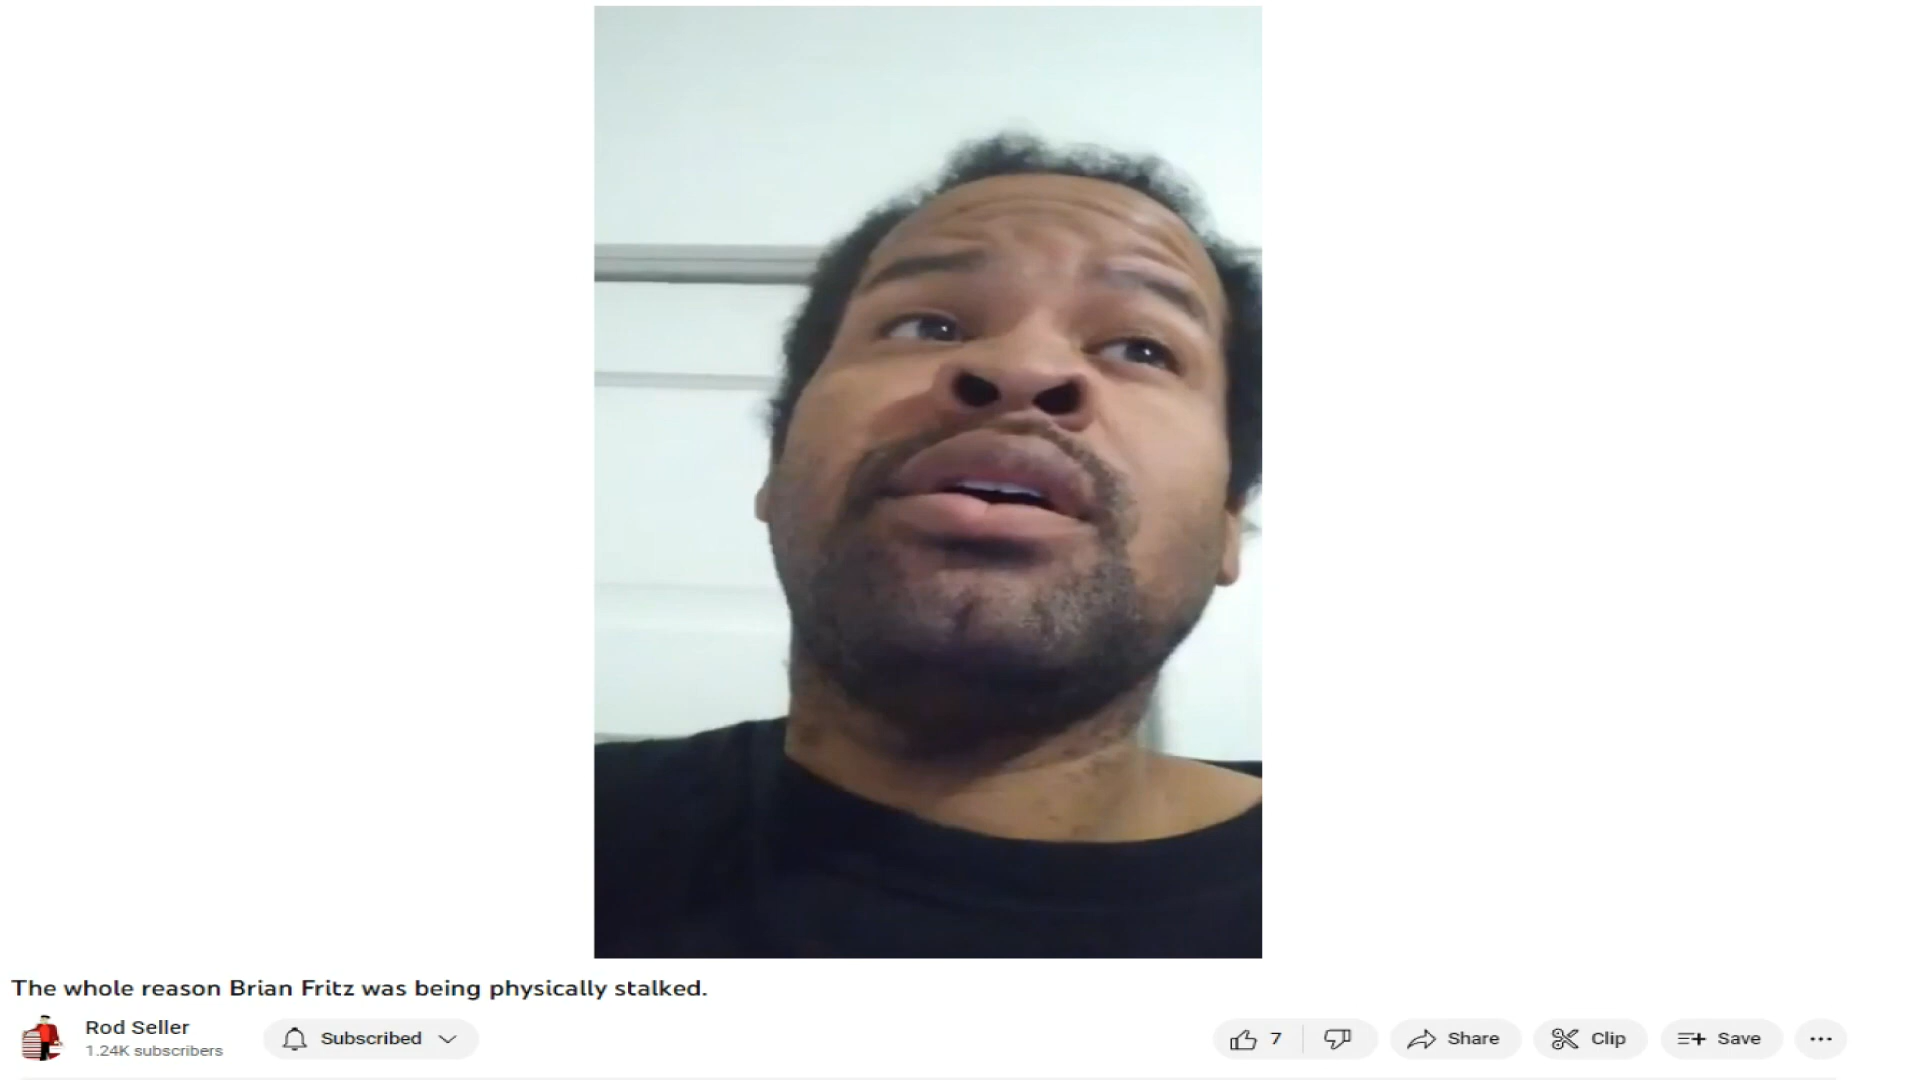 The whole reason Brian Fritz was being physically stalked.
Rod Seller
1.24K subscribers
Subscribed
7
Share
Clip
Save